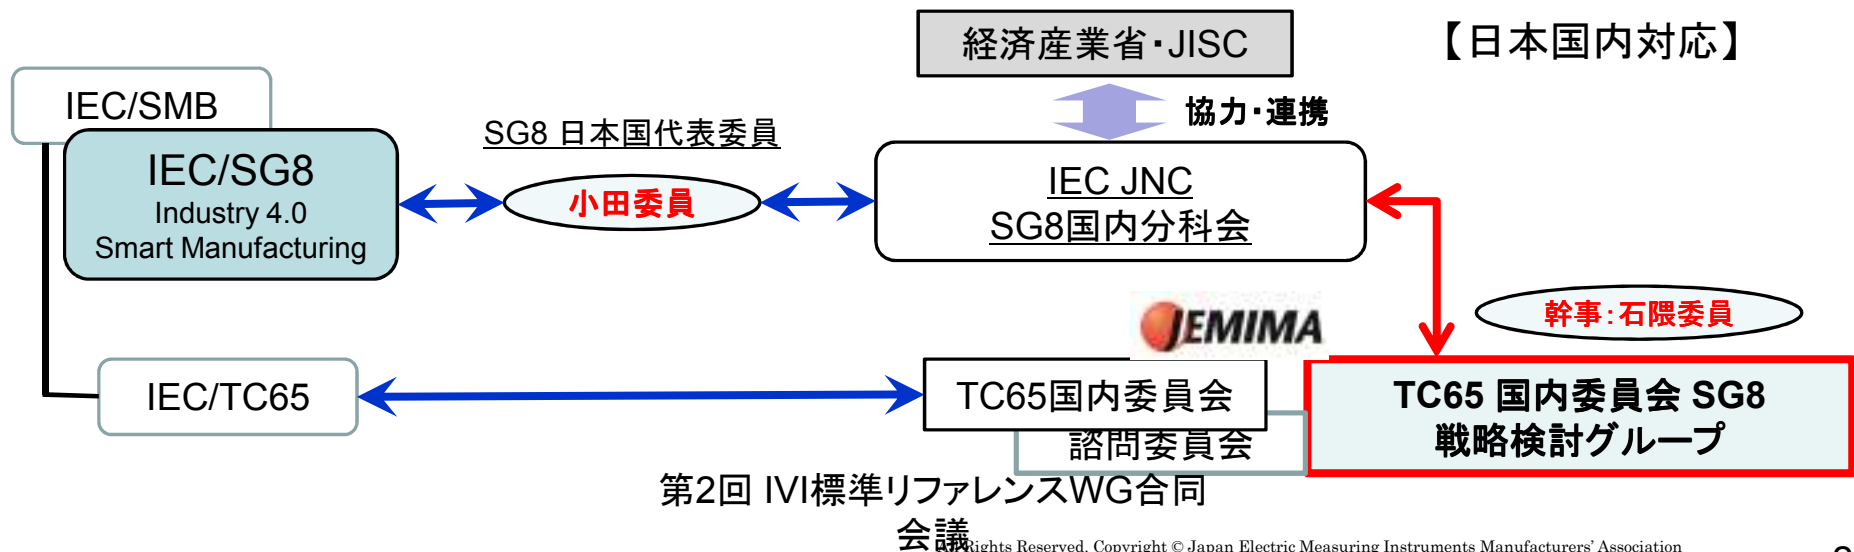 経済産業省・JISC
【日本国内対応】
IEC/SMB
協力・連携
SG8 日本国代表委員
IEC/SG8
Industry 4.0
Smart Manufacturing
小田委員
IEC JNC
SG8国内分科会
JEMIMA
幹事:石隈委員
IEC/TC65
TC65国内委員会
諮問委員会
TC65 国内委員会 SG8
戦略検討グループ
第2回 IVI標準リファレンスWG合同
会議
Rights Reserved. Copyright © Japan Electric Measuring Instruments Manufacturers' Association